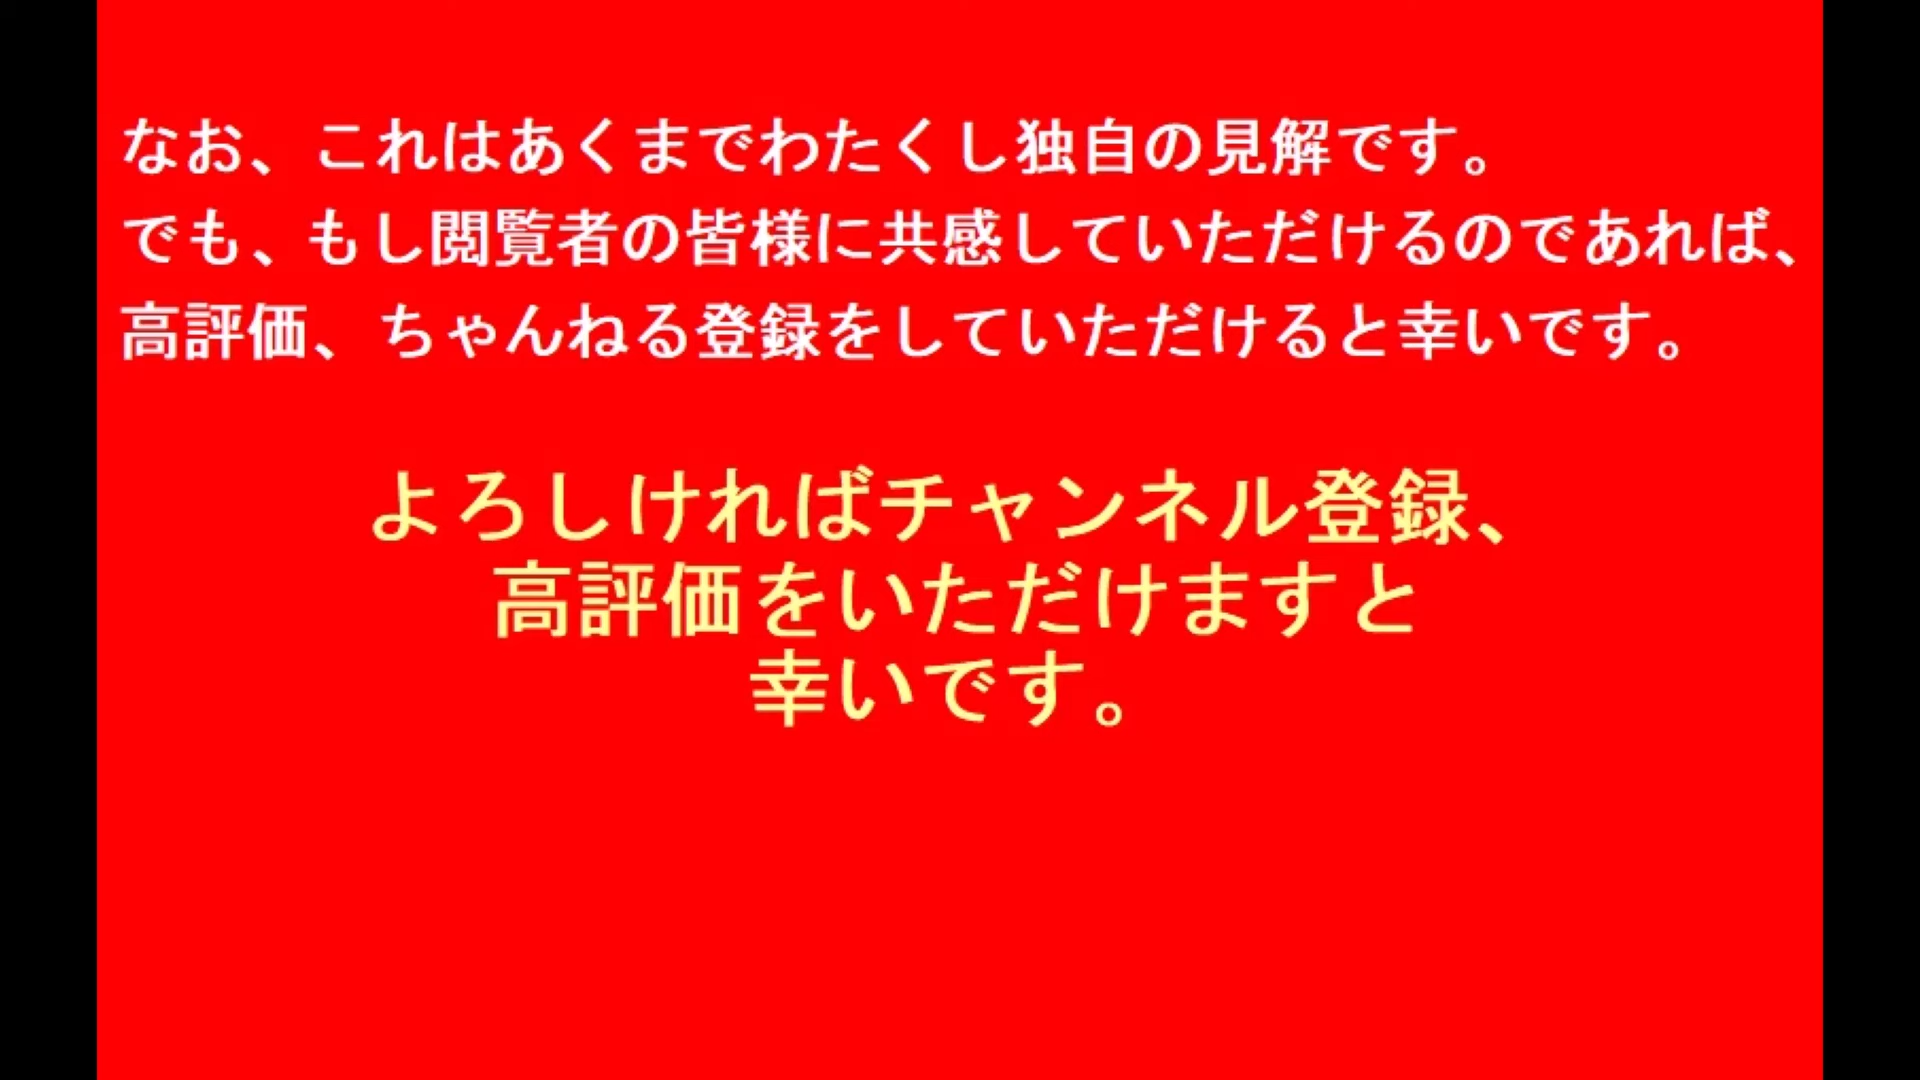 なお、これはあくまでわたくし独自の見解です。
でも、もし閲覧者の皆様に共感していただけるのであれば、
高評価、ちゃんねる登録をしていただけると幸いです。
よろしければチャンネル登録、
高評価をいただけますと
幸いです。